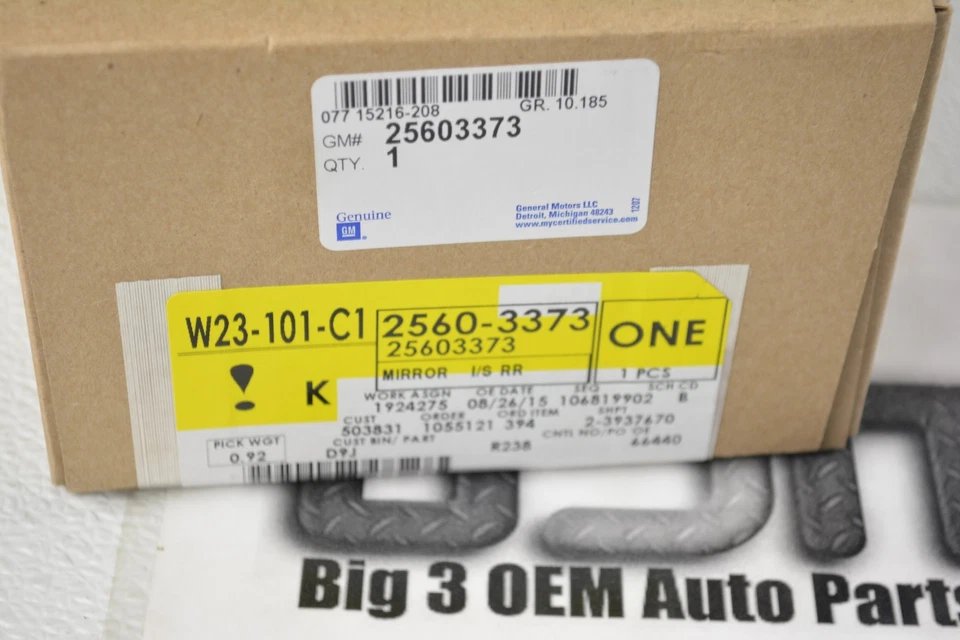 077 15216-208 GR. 10.185
GM# 25603373
QTY. 1
Genuine
GM
General Motors LLC
Detroit, Michigan 48243
www.mycertifiedservice.com
1207
W23-101-C1 2560-3373 ONE
25603373
! K MIRROR I/S RR 1 PCS
WORK ASGN OE DATE SEQ SCH CD
1924275 08/26/15 106819902 B
CUST ORDER ORD ITEM SHPT
503831 1055121 394 2-3937670
PICK WGT CUST BIN/ PART CNTL NO/PO OE
0.92 D9J R238 66440
Big 3 OEM Auto Parts